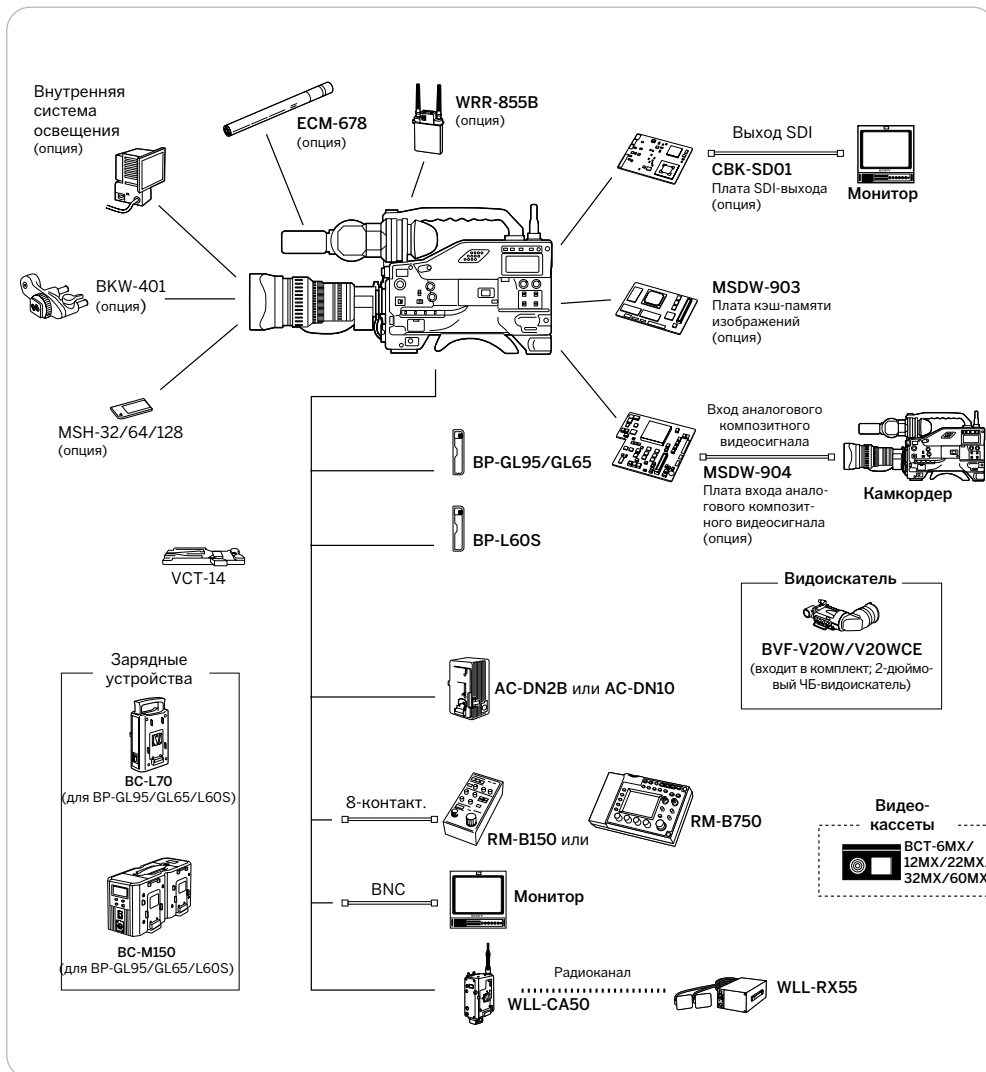 Внутренняя
система
освещения
(опция)
ECM-678
(опция)
WRR-855B
(опция)
Выход SDI
CBK-SD01
Плата SDI-выхода
(опция)
SONY
Монитор
BKW-401
(опция)
MSDW-903
Плата кэш-памяти
изображений
(опция)
MSH-32/64/128
(опция)
Вход аналогового
композитного
видеосигнала
MSDW-904
Плата входа анало-
гового композит-
ного видеосигнала
(опция)
Камкордер
BP-GL95/GL65
BP-L60S
VCT-14
Видоискатель
BVF-V20W/V20WCE
(входит в комплект; 2-дюймо-
вый ЧБ-видоискатель)
Зарядные
устройства
BC-L70
(для BP-GL95/GL65/L60S)
BC-M150
(для BP-GL95/GL65/L60S)
AC-DN2B или AC-DN10
8-контакт.
RM-B150 или
RM-B750
Видео-
кассеты
BCT-6MX/
12MX/22MX/
32MX/60MX
BNC
SONY
Монитор
WLL-CA50
Радиоканал
WLL-RX55